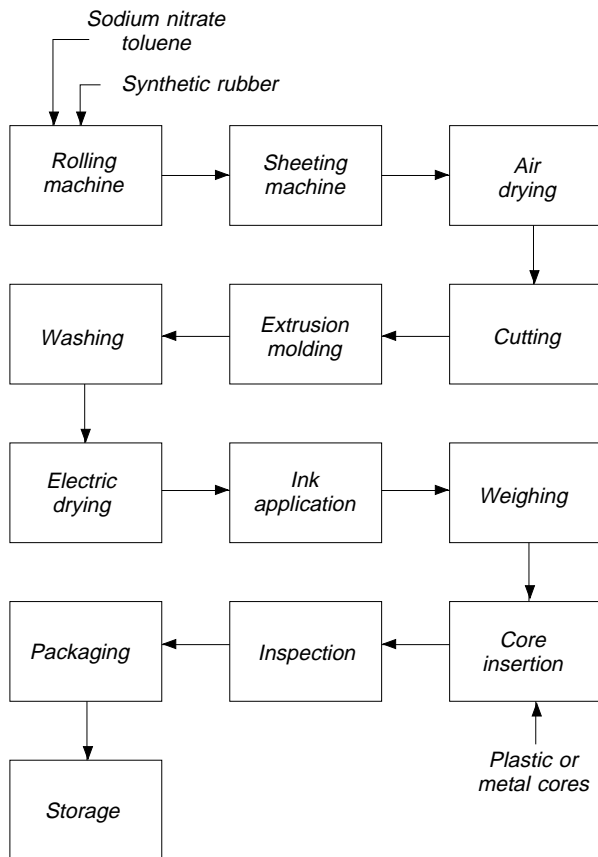 Sodium nitrate
toluene
Synthetic rubber
Rolling
machine
Sheeting
machine
Air
drying
Washing
Extrusion
molding
Cutting
Electric
drying
Ink
application
Weighing
Packaging
Inspection
Core
insertion
Plastic or
metal cores
Storage